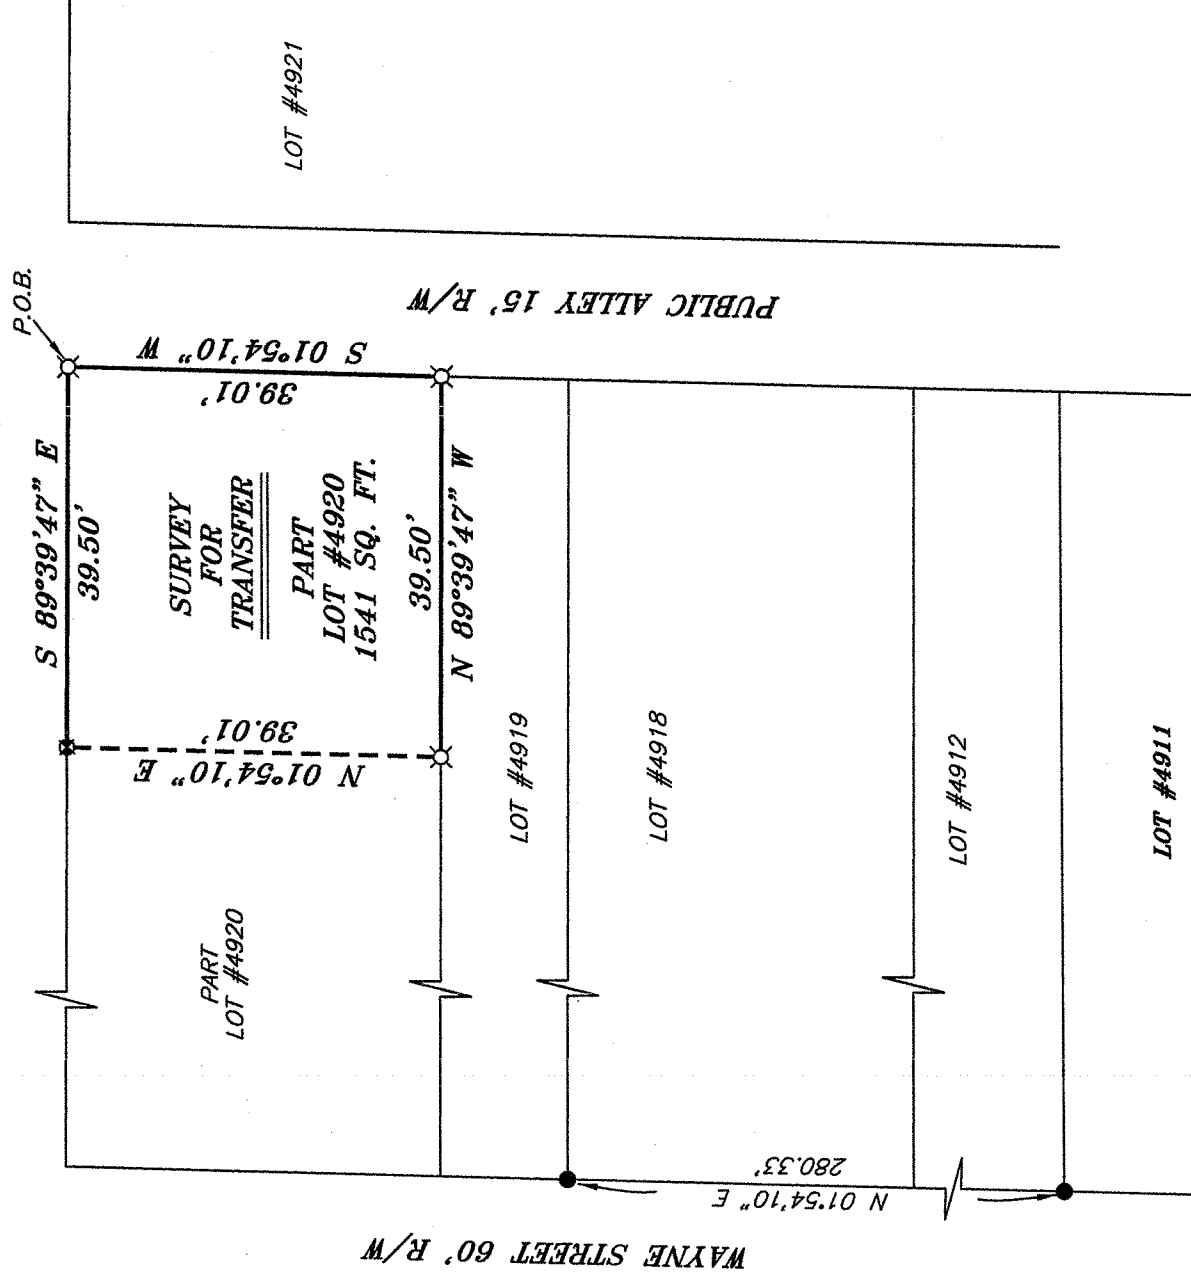 LOT #4921
PUBLIC ALLEY 15' R/W
P.O.B.
S 01°54'10" W
39.01'
S 89°39'47" E
39.50'
SURVEY
FOR
TRANSFER
PART
LOT #4920
1541 SQ. FT.
39.50'
N 89°39'47" W
39.01'
N 01°54'10" E
PART
LOT #4920
LOT #4919
LOT #4918
LOT #4912
LOT #4911
280.33'
N 01°54'10" E
WAYNE STREET 60' R/W